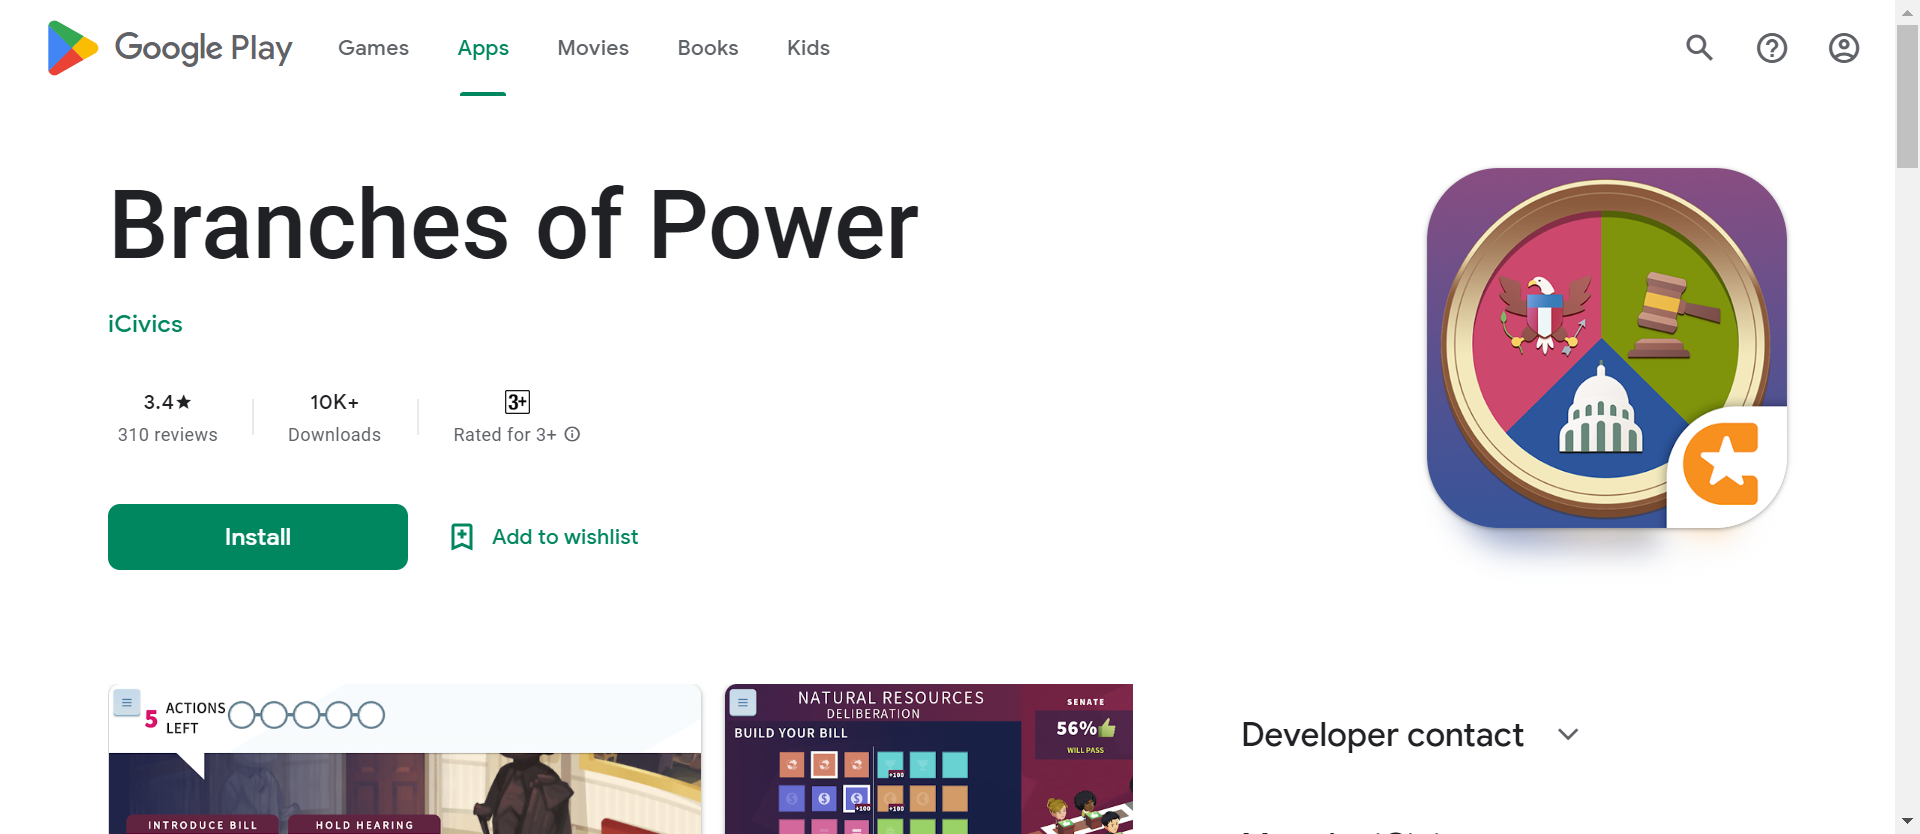 Google Play
Games
Apps
Movies
Books
Kids
Branches of Power
iCivics
3.4★
310 reviews
10K+
Downloads
3+
Rated for 3+
Install
Add to wishlist
5 ACTIONS LEFT
INTRODUCE BILL
HOLD HEARING
NATURAL RESOURCES
DELIBERATION
BUILD YOUR BILL
+100
+100
+100
SENATE
56%
WILL PASS
Developer contact